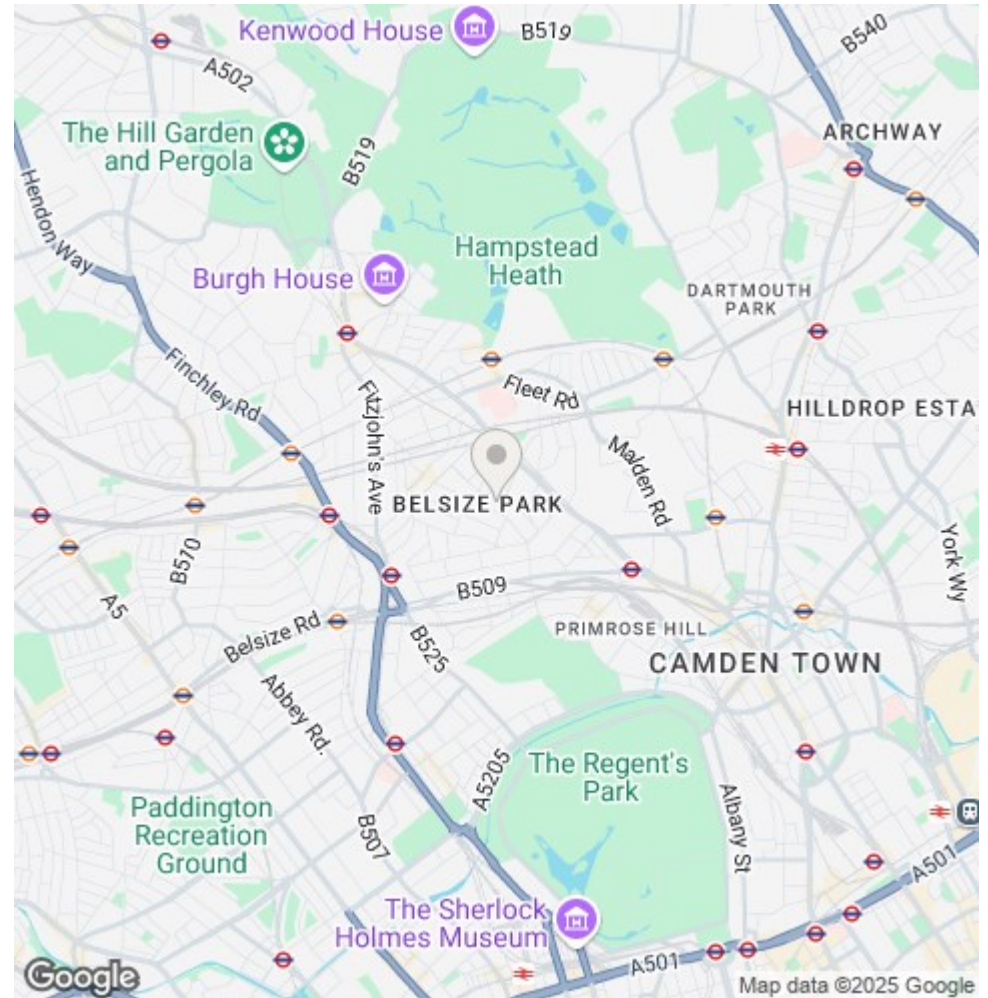 Kenwood House
B519
B540
A502
The Hill Garden
and Pergola
B519
ARCHWAY
Hendon Way
Hampstead
Heath
Burgh House
DARTMOUTH
PARK
Finchley Rd
Fitzjohn's Ave
Fleet Rd
HILLDROP ESTA
Malden Rd
BELSIZE PARK
B570
York Wy
A5
B509
Belsize Rd
B525
PRIMROSE HILL
CAMDEN TOWN
Abbey Rd.
The Regent's
Park
A5205
Albany St
Paddington
Recreation
Ground
B507
A501
The Sherlock
Holmes Museum
A501
Google
Map data ©2025 Google